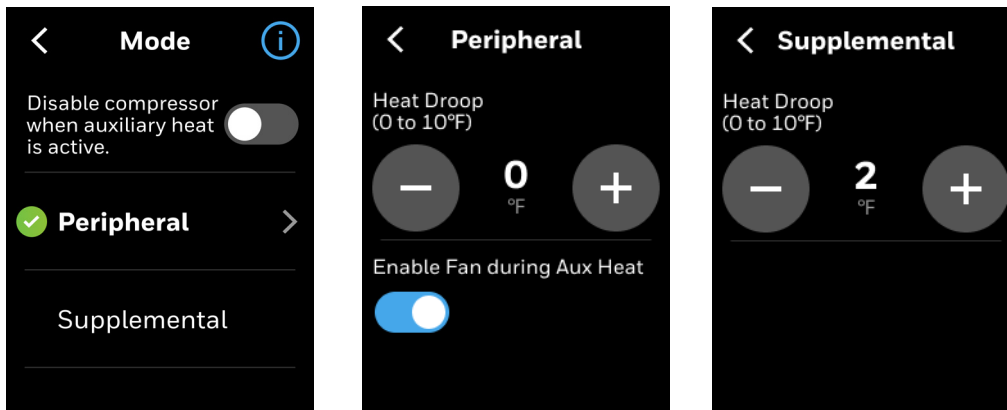 Mode
Disable compressor
when auxiliary heat
is active.
Peripheral
Supplemental
Peripheral
Heat Droop
(0 to 10°F)
0
°F
Enable Fan during Aux Heat
Supplemental
Heat Droop
(0 to 10°F)
2
°F